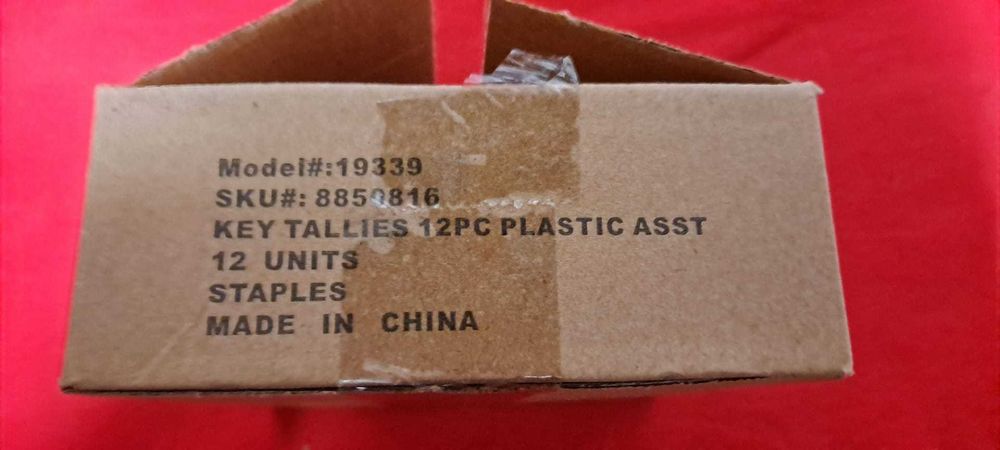 Model#:19339
SKU#: 8850816
KEY TALLIES 12PC PLASTIC ASST
12 UNITS
STAPLES
MADE IN CHINA